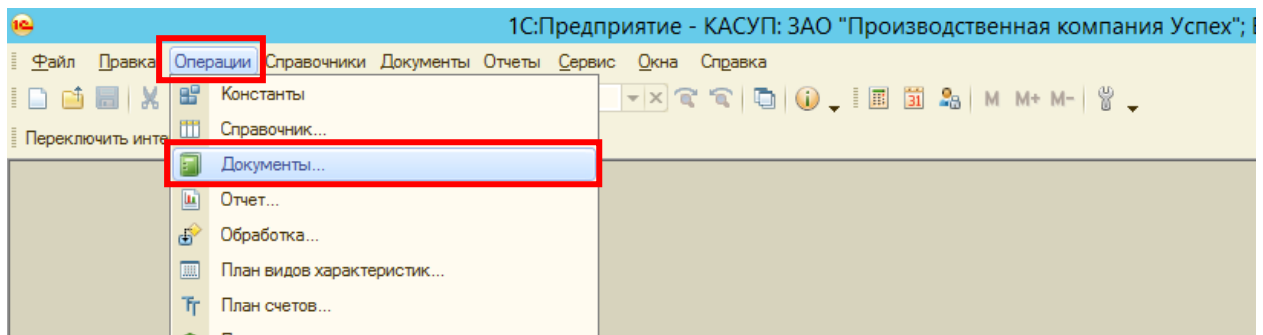 1С:Предприятие - КАСУП: ЗАО "Производственная компания Успех";
Файл Правка Операции Справочники Документы Отчеты Сервис Окна Справка
Константы
31 M M+ M-
Справочник...
Переключить инте
Документы...
Отчет...
Обработка...
План видов характеристик...
План счетов...